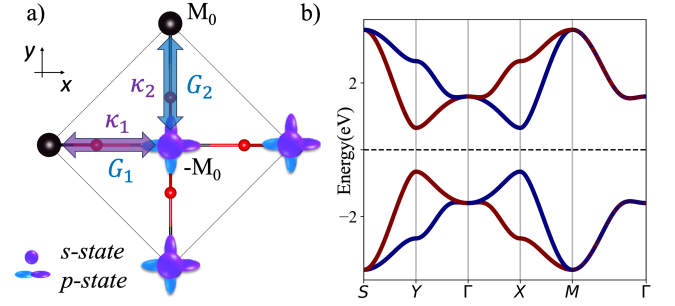 a)
M₀
y
x
κ₂
G₂
κ₁
G₁
-M₀
s-state
p-state
b)
Energy(eV)
2
0
−2
S
Y
Γ
X
M
Γ